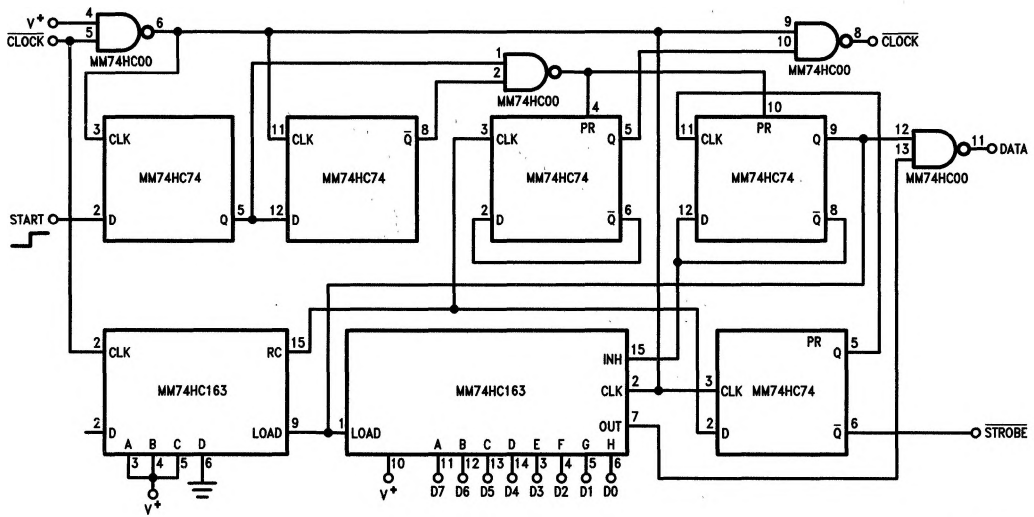 V+ 4
CLOCK 5
6
MM74HC00
9
10
8 CLOCK
MM74HC00
1
2
MM74HC00
3 CLK
MM74HC74
START 2 D
Q 5
11 CLK
Q 8
MM74HC74
12 D
4
PR
3 CLK
Q 5
MM74HC74
2 D
Q 6
10
PR
11 CLK
Q 9
MM74HC74
12 D
Q 8
12
13
11 DATA
MM74HC00
2 CLK
RC 15
MM74HC163
2 D
LOAD 9
A B C D
3 4 5 6
V+
INH 15
CLK 2
OUT 7
MM74HC163
1 LOAD
A B C D E F G H
10 11 12 13 14 3 4 5 6
V+ D7 D6 D5 D4 D3 D2 D1 D0
PR
Q 5
3 CLK
MM74HC74
2 D
Q 6
STROBE